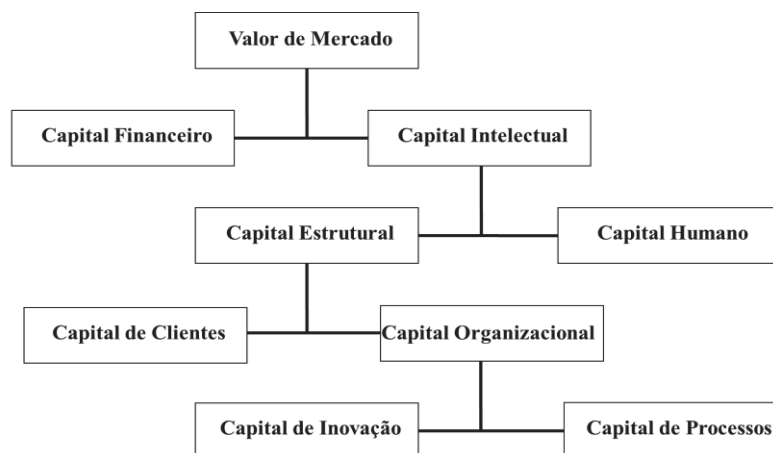 Valor de Mercado
Capital Financeiro
Capital Intelectual
Capital Estrutural
Capital Humano
Capital de Clientes
Capital Organizacional
Capital de Inovação
Capital de Processos